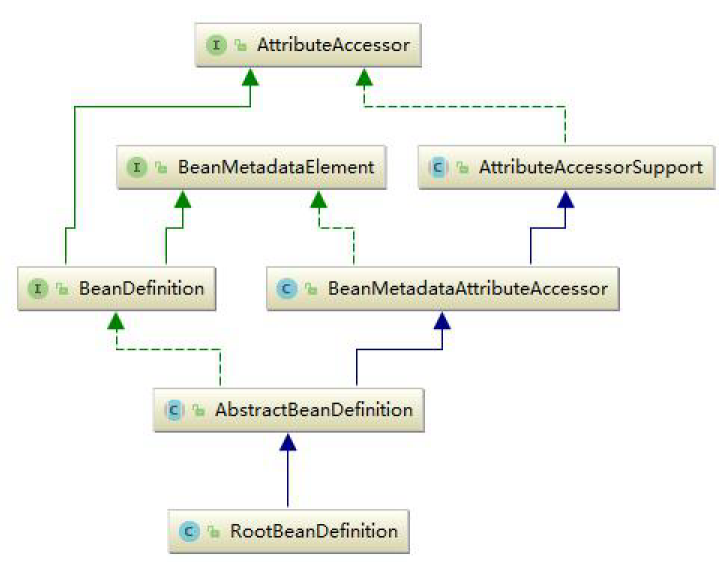 I AttributeAccessor
I BeanMetadataElement
C AttributeAccessorSupport
I BeanDefinition
C BeanMetadataAttributeAccessor
C AbstractBeanDefinition
C RootBeanDefinition